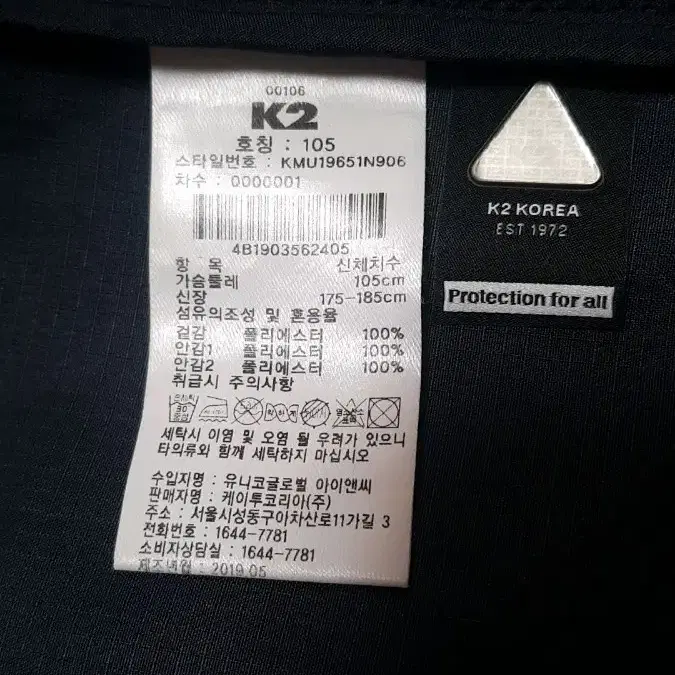 00106
K2
호칭 : 105
스타일번호 : KMU19651N906
차수 : 0000001
4B1903562405
항 목 신체치수
가슴둘레 105cm
신장 175-185cm
섬유의조성 및 혼용율
겉감 폴리에스터 100%
안감1 폴리에스터 100%
안감2 폴리에스터 100%
취급시 주의사항
세탁시 이염 및 오염 될 우려가 있으니
타의류와 함께 세탁하지 마십시오
수입자명 : 유니코글로벌 아이앤씨
판매자명 : 케이투코리아(주)
주소 : 서울시성동구아차산로11가길 3
전화번호 : 1644-7781
소비자상담실 : 1644-7781
제조년월 : 2019.05
K2 KOREA
EST 1972
Protection for all